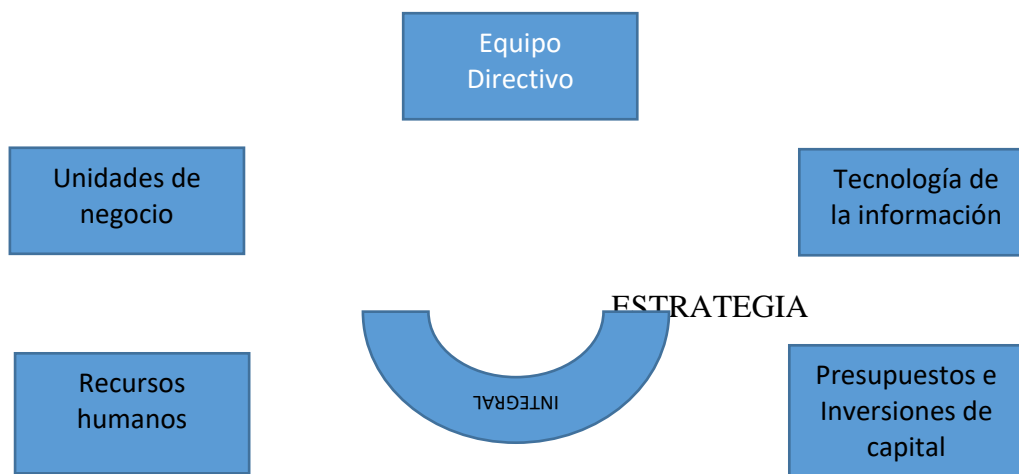 Equipo
Directivo
Unidades de
negocio
Tecnología de
la información
ESTRATEGIA
INTEGRAL
Recursos
humanos
Presupuestos e
Inversiones de
capital